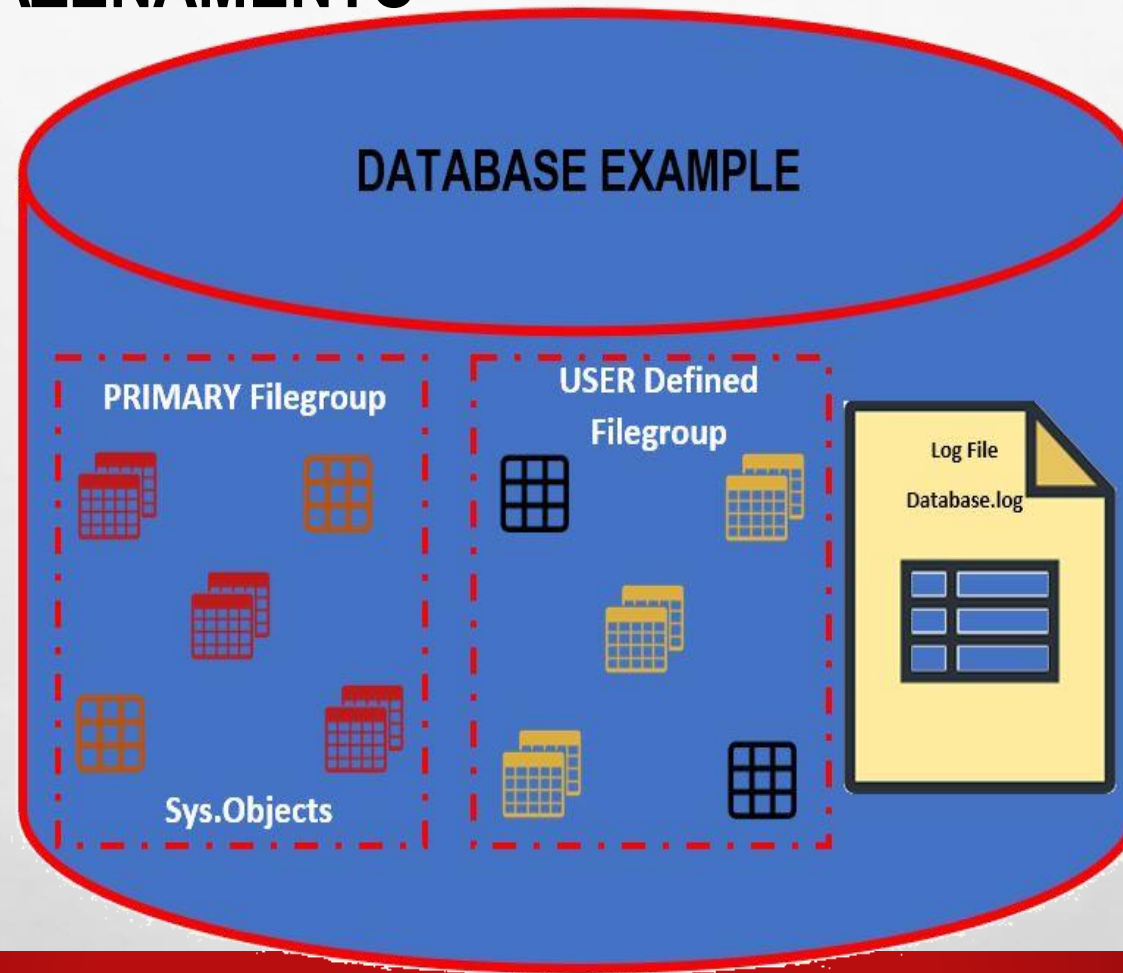 DATABASE EXAMPLE
PRIMARY Filegroup
Sys.Objects
USER Defined
Filegroup
Log File
Database.log